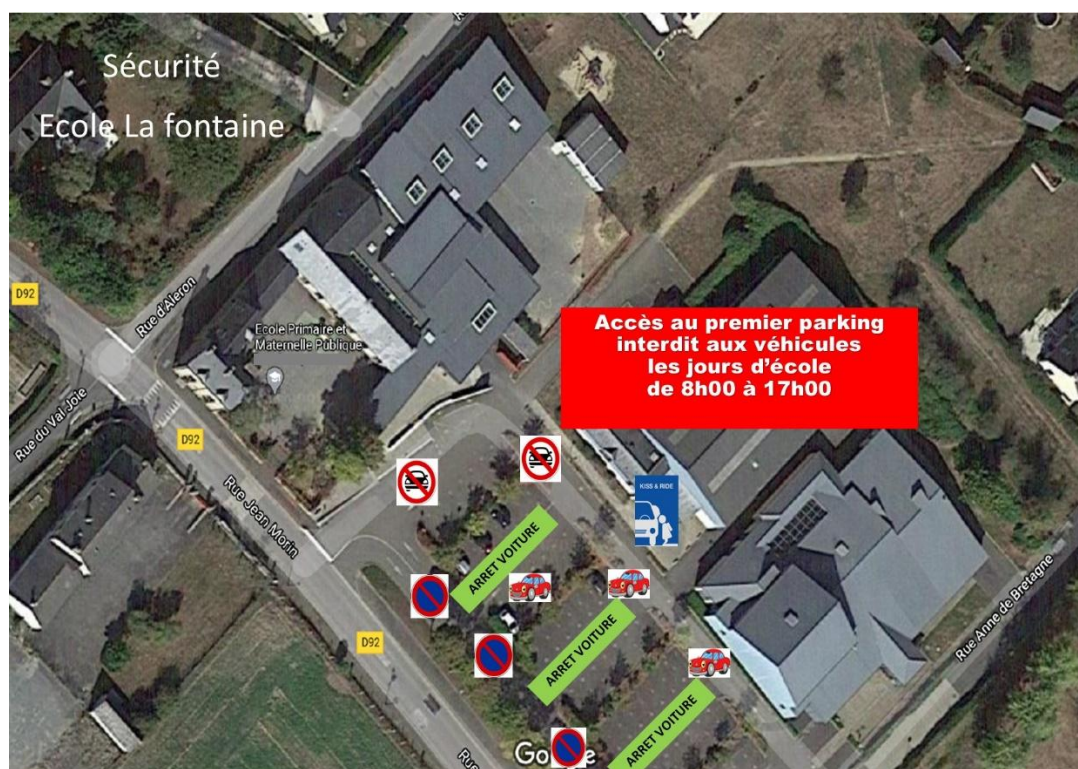 Sécurité
Ecole La fontaine
D92
Rue d'Aleron
Ecole Primaire et
Maternelle Publique
Accès au premier parking
interdit aux véhicules
les jours d'école
de 8h00 à 17h00
Rue du Val Joie
D92
Rue Jean Morin
KISS & RIDE
ARRET VOITURE
ARRET VOITURE
ARRET VOITURE
D92
Rue Anne de Bretagne
Google